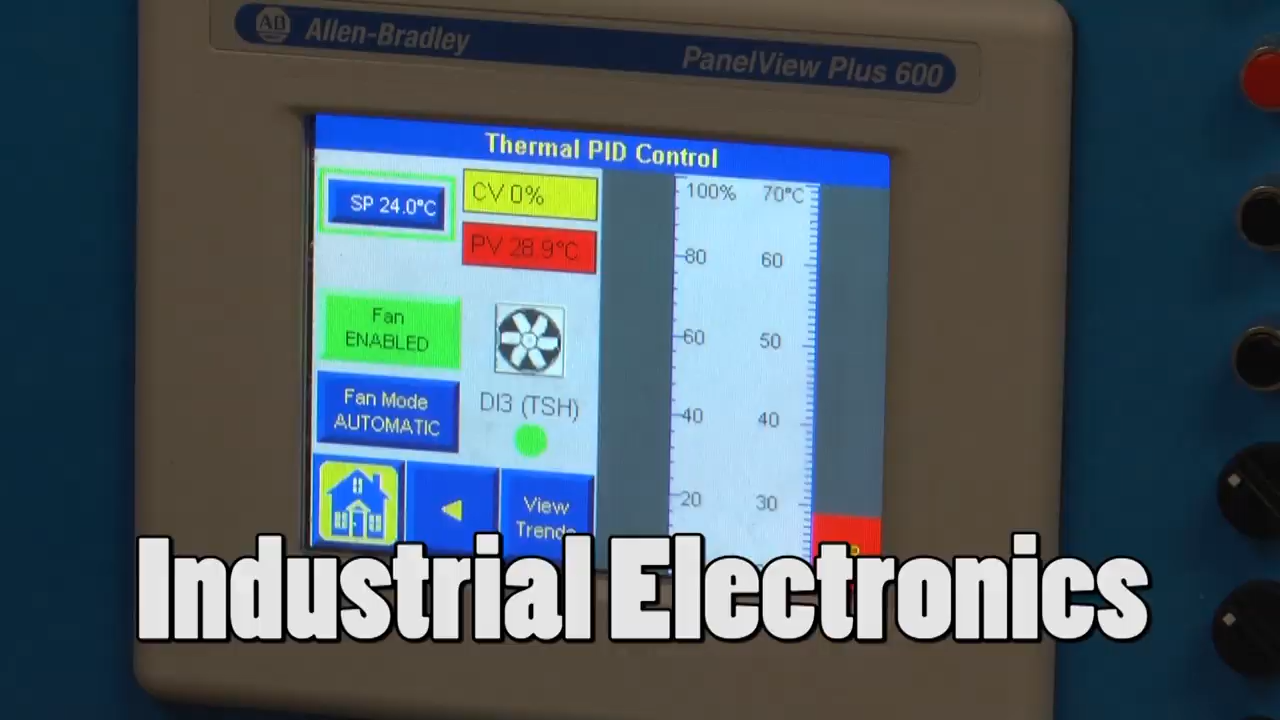 AB
Allen-Bradley
PanelView Plus 600
Thermal PID Control
SP 24.0°C
CV 0%
PV 28.9°C
100% 70°C
80 60
60 50
40 40
20 30
Fan
ENABLED
Fan Mode
AUTOMATIC
DI3 (TSH)
View
Trends
Industrial Electronics